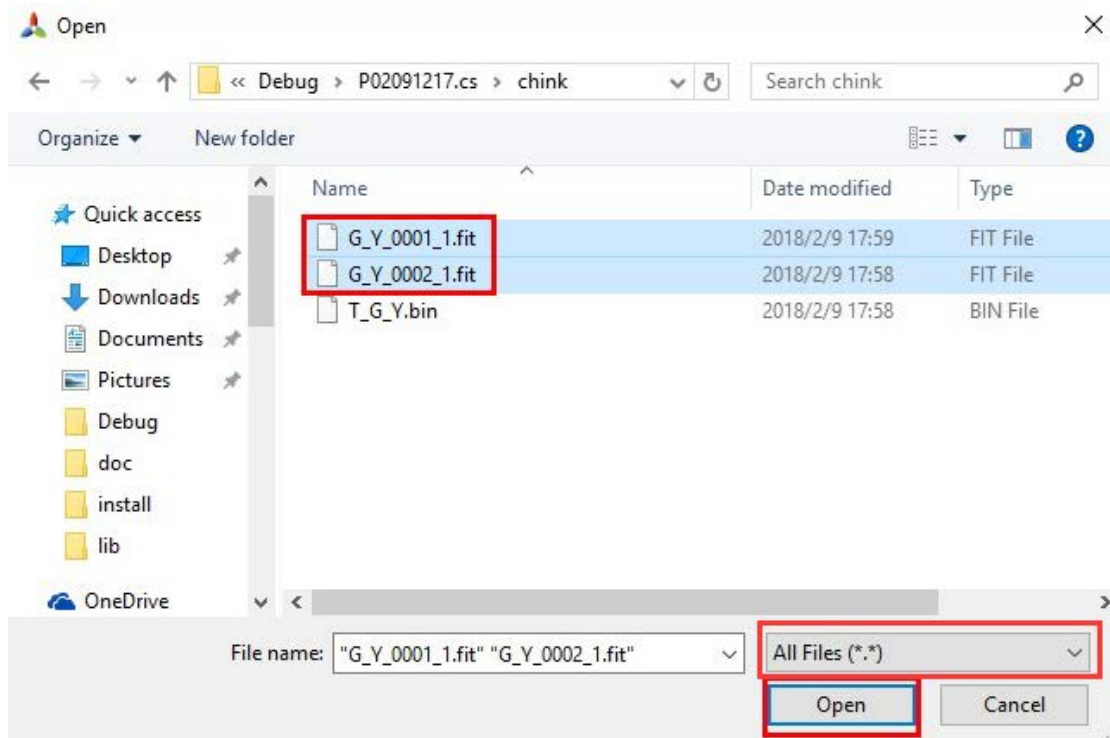 Open
« Debug > P02091217.cs > chink
Search chink
Organize
New folder
Name
Date modified
Type
Quick access
Desktop
Downloads
Documents
Pictures
Debug
doc
install
lib
OneDrive
G_Y_0001_1.fit 2018/2/9 17:59 FIT File
G_Y_0002_1.fit 2018/2/9 17:58 FIT File
T_G_Y.bin 2018/2/9 17:58 BIN File
File name: "G_Y_0001_1.fit" "G_Y_0002_1.fit"
All Files (*.*)
Open
Cancel